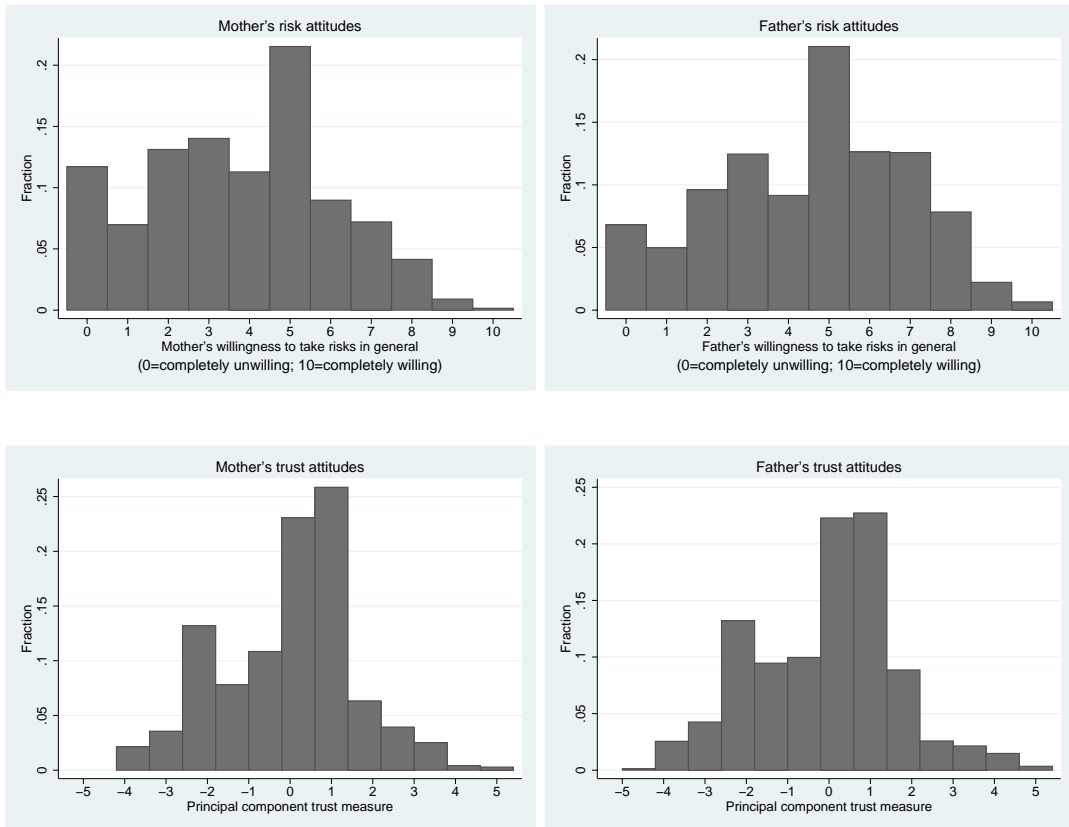 Mother's risk attitudes
Fraction
0 .05 .1 .15 .2
0 1 2 3 4 5 6 7 8 9 10
Mother's willingness to take risks in general
(0=completely unwilling; 10=completely willing)
Father's risk attitudes
Fraction
0 .05 .1 .15 .2
0 1 2 3 4 5 6 7 8 9 10
Father's willingness to take risks in general
(0=completely unwilling; 10=completely willing)
Mother's trust attitudes
Fraction
0 .05 .1 .15 .2 .25
−5 −4 −3 −2 −1 0 1 2 3 4 5
Principal component trust measure
Father's trust attitudes
Fraction
0 .05 .1 .15 .2 .25
−5 −4 −3 −2 −1 0 1 2 3 4 5
Principal component trust measure